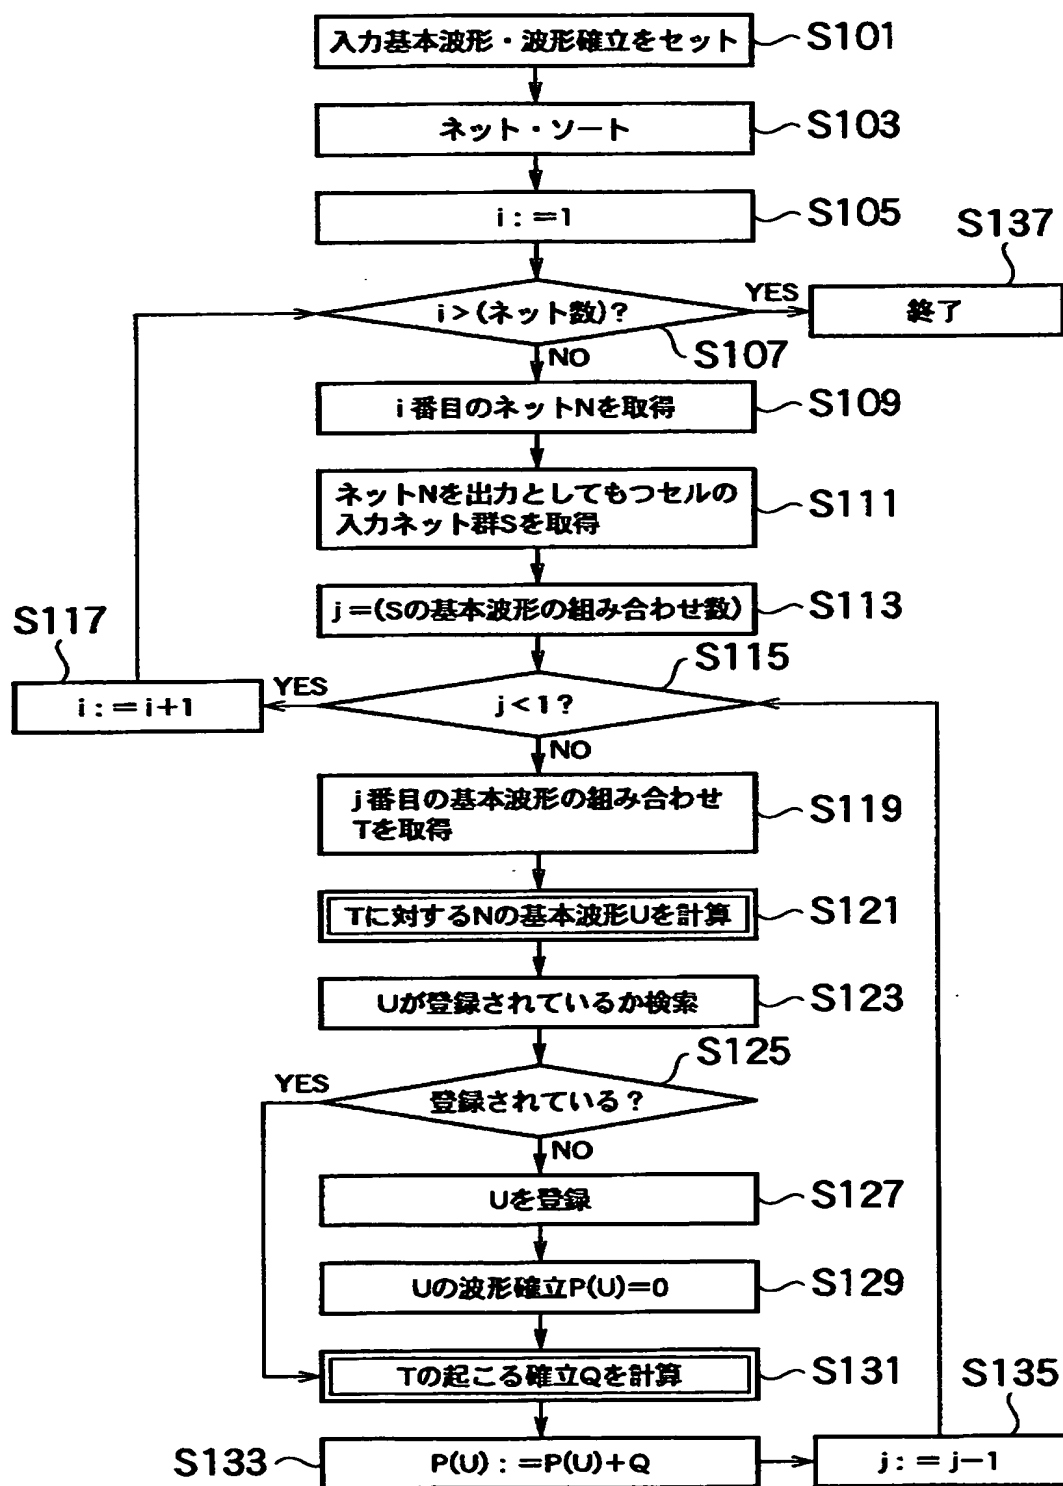 入力基本波形・波形確立をセット
S101
ネット・ソート
S103
i:=1
S105
S137
i>(ネット数)?
YES
終了
S107
NO
i番目のネットNを取得
S109
ネットNを出力としてもつセルの
入力ネット群Sを取得
S111
j=(Sの基本波形の組み合わせ数)
S113
S117
S115
i:=i+1
YES
j<1?
NO
j番目の基本波形の組み合わせ
Tを取得
S119
Tに対するNの基本波形Uを計算
S121
Uが登録されているか検索
S123
S125
YES
登録されている?
NO
Uを登録
S127
Uの波形確立P(U)=0
S129
Tの起こる確立Qを計算
S131
S135
S133
P(U):=P(U)+Q
j:=j-1